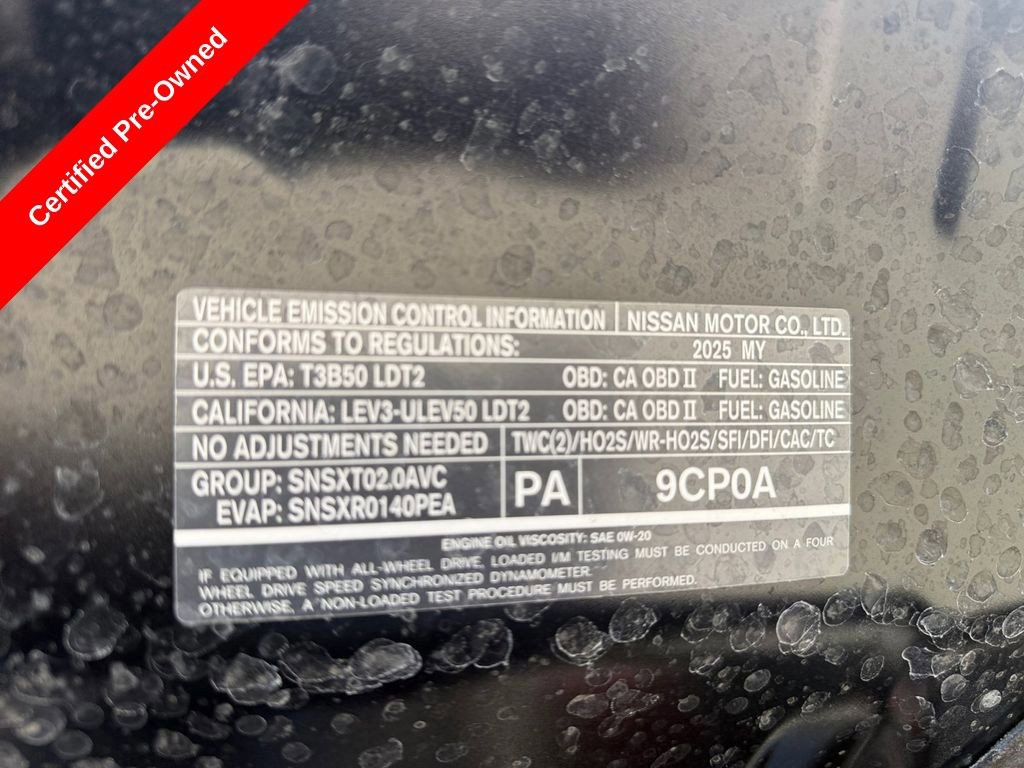 Certified Pre-Owned
VEHICLE EMISSION CONTROL INFORMATION NISSAN MOTOR CO., LTD.
CONFORMS TO REGULATIONS: 2025 MY
U.S. EPA: T3B50 LDT2 OBD: CA OBD II FUEL: GASOLINE
CALIFORNIA: LEV3-ULEV50 LDT2 OBD: CA OBD II FUEL: GASOLINE
NO ADJUSTMENTS NEEDED TWC(2)/HO2S/WR-HO2S/SFI/DFI/CAC/TC
GROUP: SNSXT02.0AVC
EVAP: SNSXR0140PEA
PA 9CP0A
ENGINE OIL VISCOSITY: SAE 0W-20
IF EQUIPPED WITH ALL-WHEEL DRIVE, LOADED I/M TESTING MUST BE CONDUCTED ON A FOUR
WHEEL DRIVE SPEED SYNCHRONIZED DYNAMOMETER.
OTHERWISE, A NON-LOADED TEST PROCEDURE MUST BE PERFORMED.